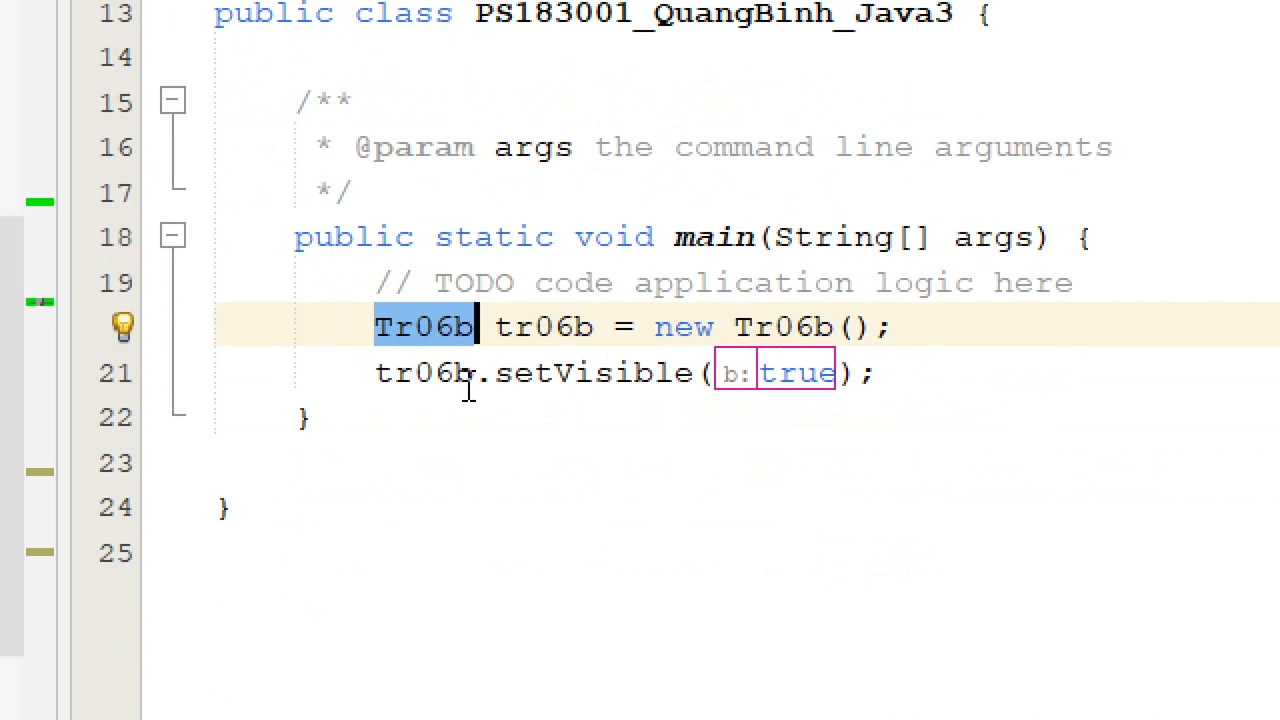 13 public class PS183001_QuangBinh_Java3 {
14
15 /**
16 * @param args the command line arguments
17 */
18 public static void main(String[] args) {
19 // TODO code application logic here
Tr06b tr06b = new Tr06b();
21 tr06b.setVisible(b:true);
22 }
23
24 }
25